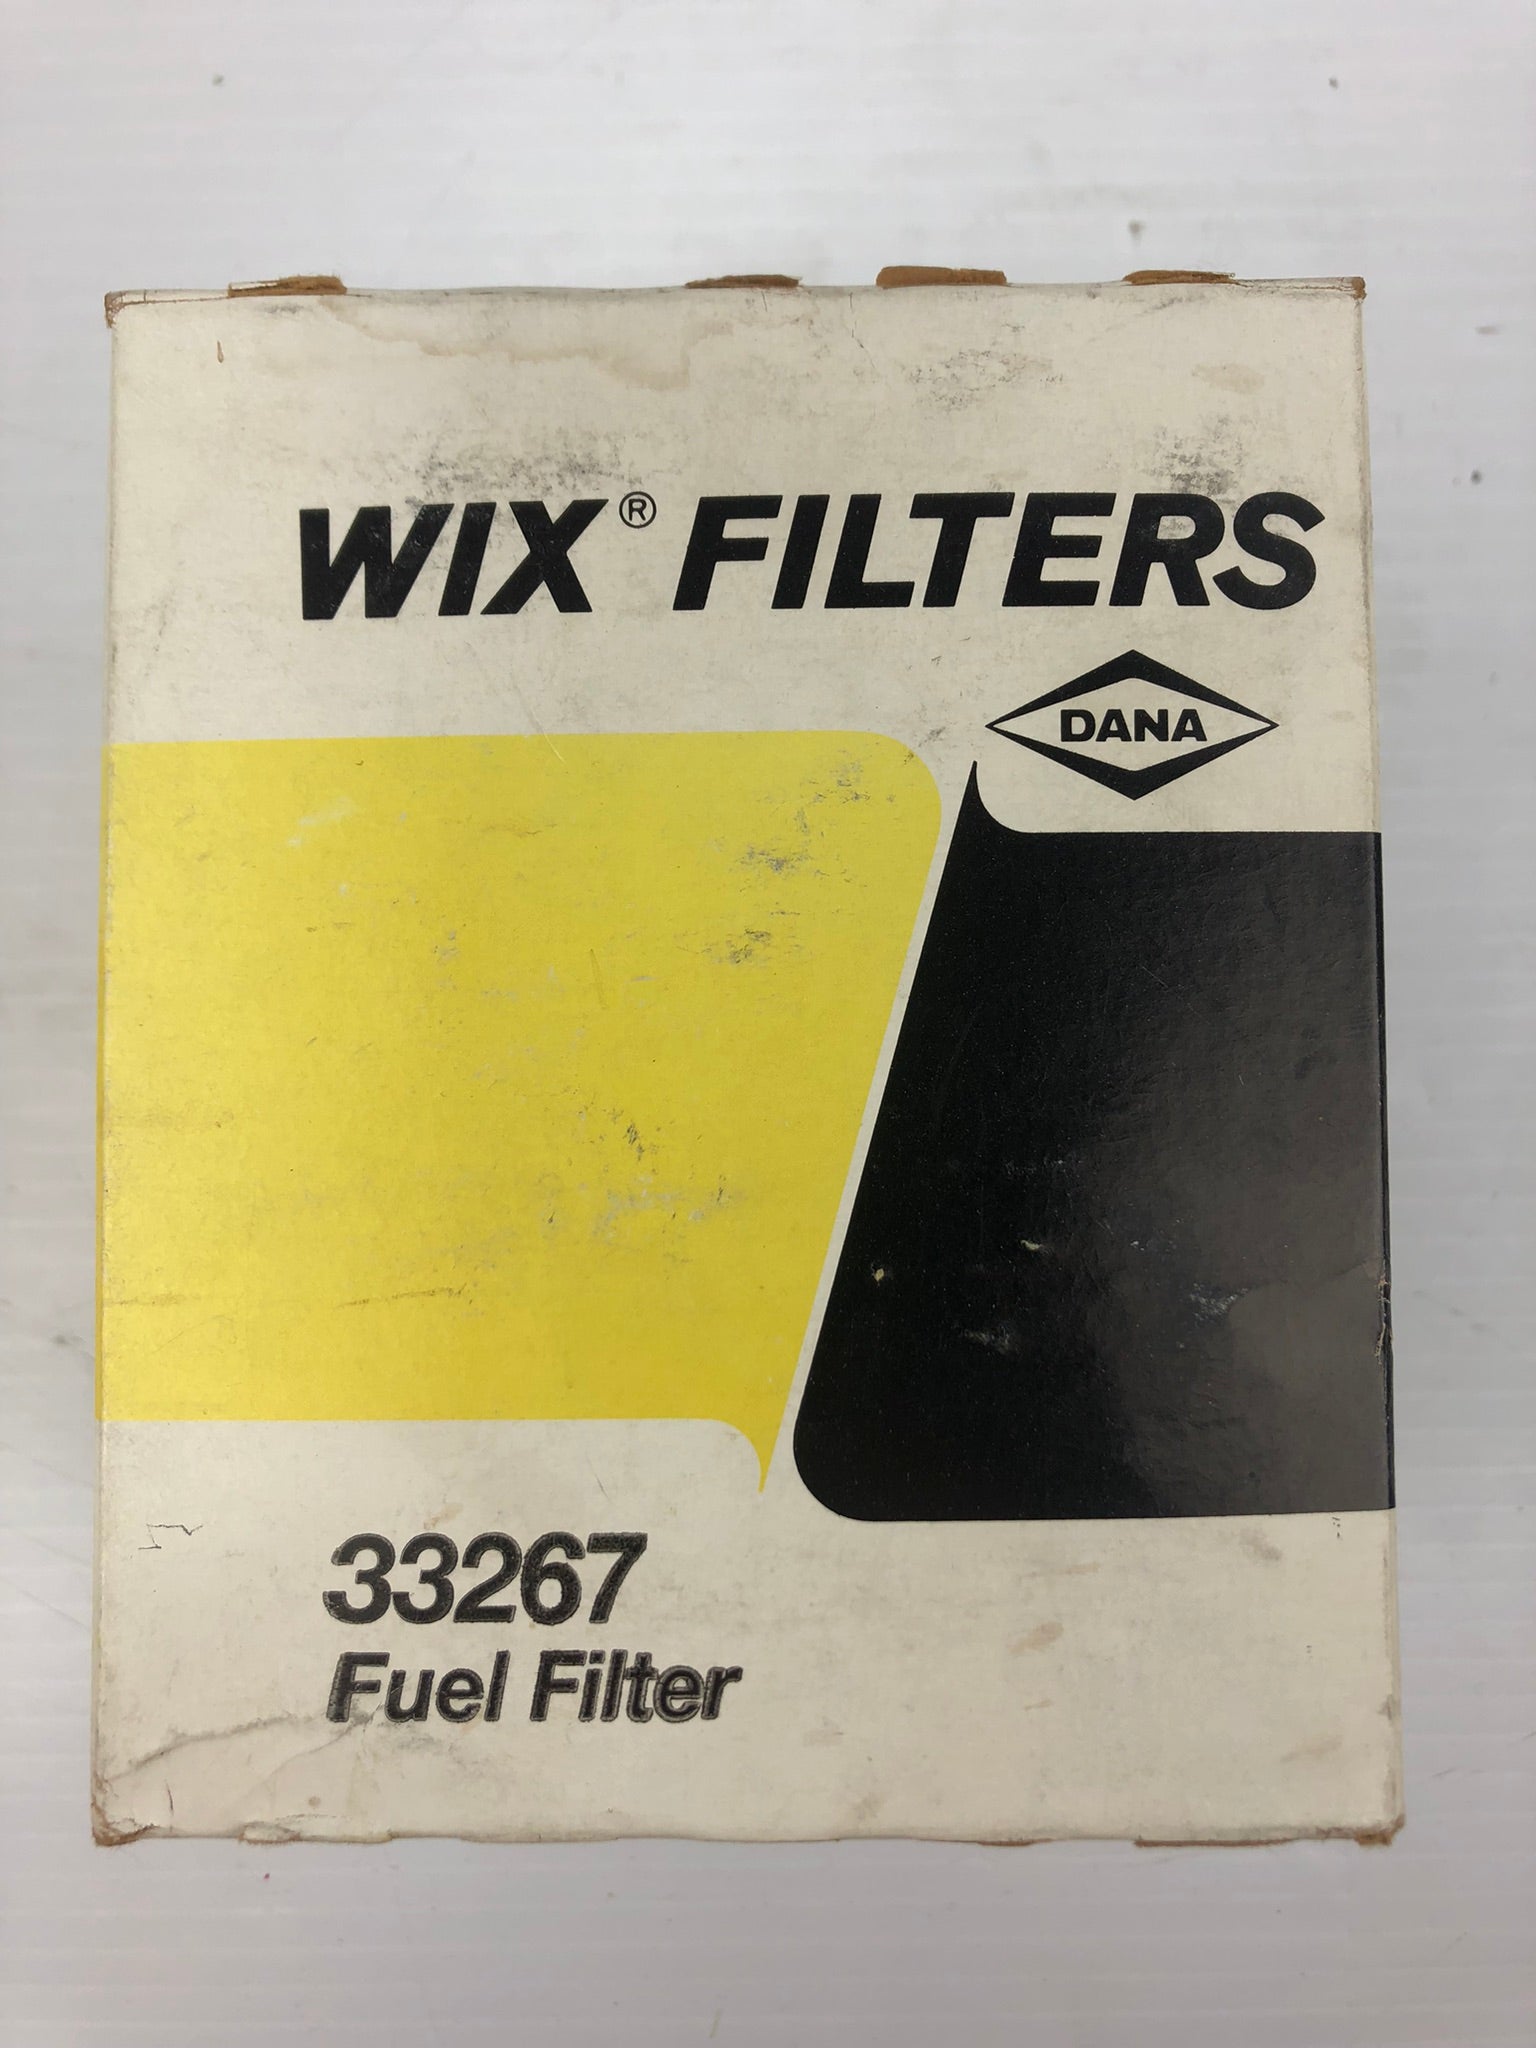 WIX® FILTERS
DANA
33267
Fuel Filter